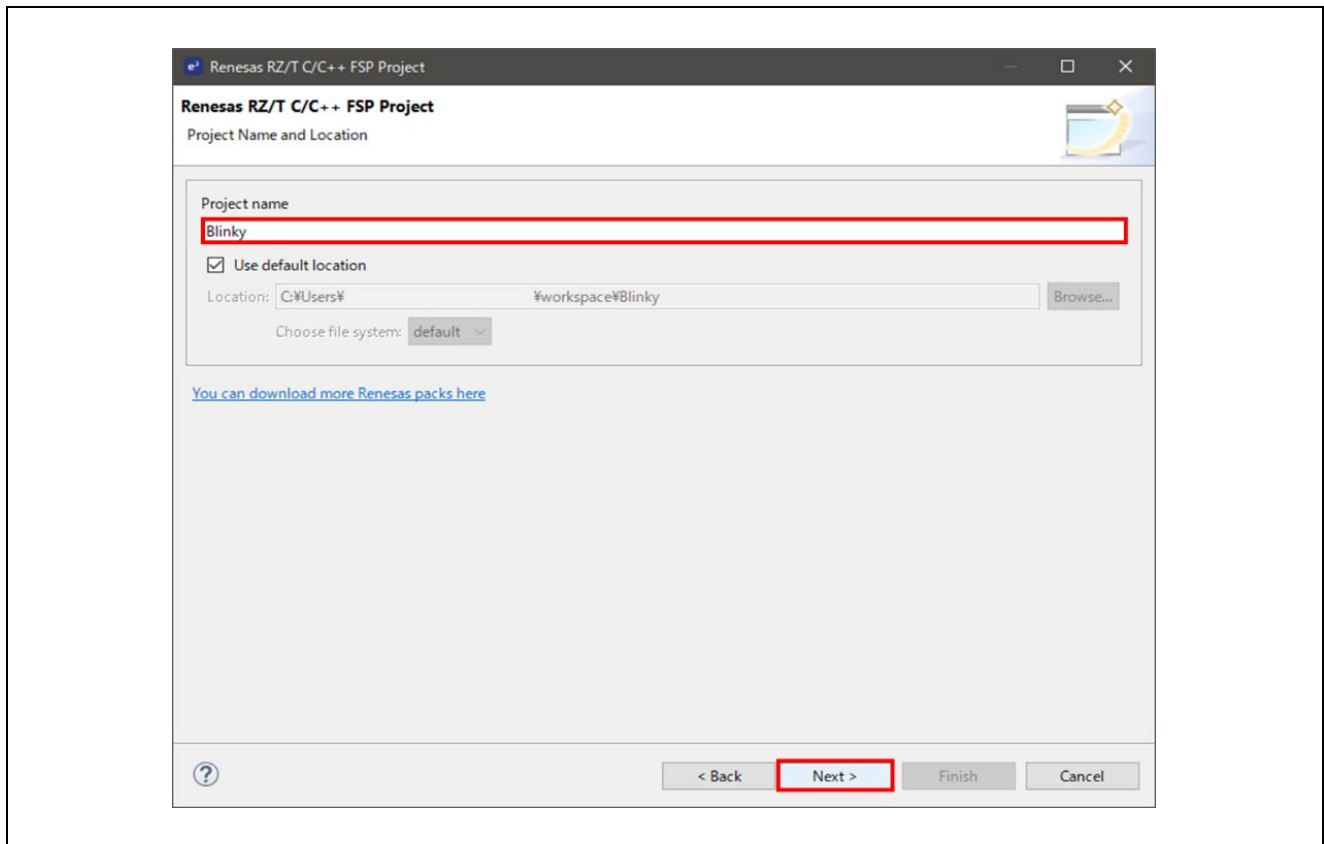 e² Renesas RZ/T C/C++ FSP Project
Renesas RZ/T C/C++ FSP Project
Project Name and Location
Project name
Blinky
Use default location
Location: C:¥Users¥ ¥workspace¥Blinky Browse...
Choose file system: default
You can download more Renesas packs here
? < Back Next > Finish Cancel